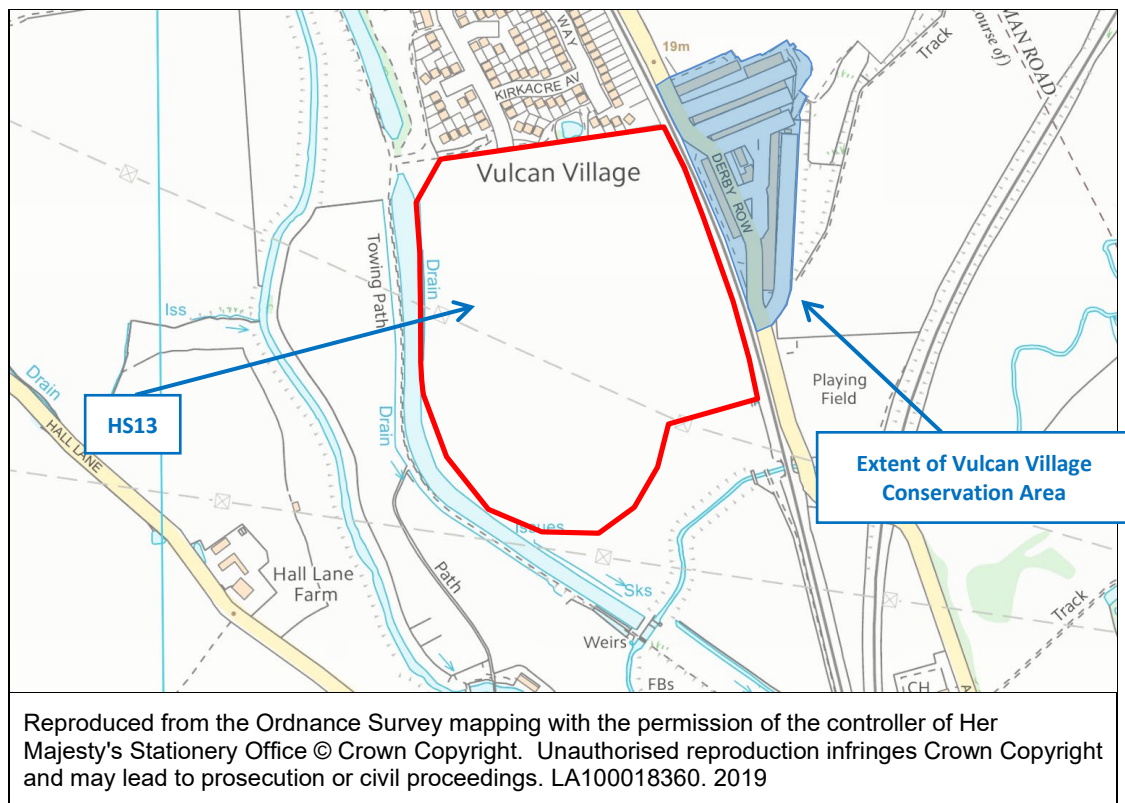 WAY
19m
KIRKACRE AV
Track
MAN ROAD
course of)
Vulcan Village
DERBY ROW
Towing Path
Drain
Iss
Drain
HS13
Drain
HALL LANE
Playing
Field
Extent of Vulcan Village
Conservation Area
Issues
Hall Lane
Farm
Path
Sks
Track
Weirs
FBs
CH
A
Reproduced from the Ordnance Survey mapping with the permission of the controller of Her
Majesty's Stationery Office © Crown Copyright. Unauthorised reproduction infringes Crown Copyright
and may lead to prosecution or civil proceedings. LA100018360. 2019